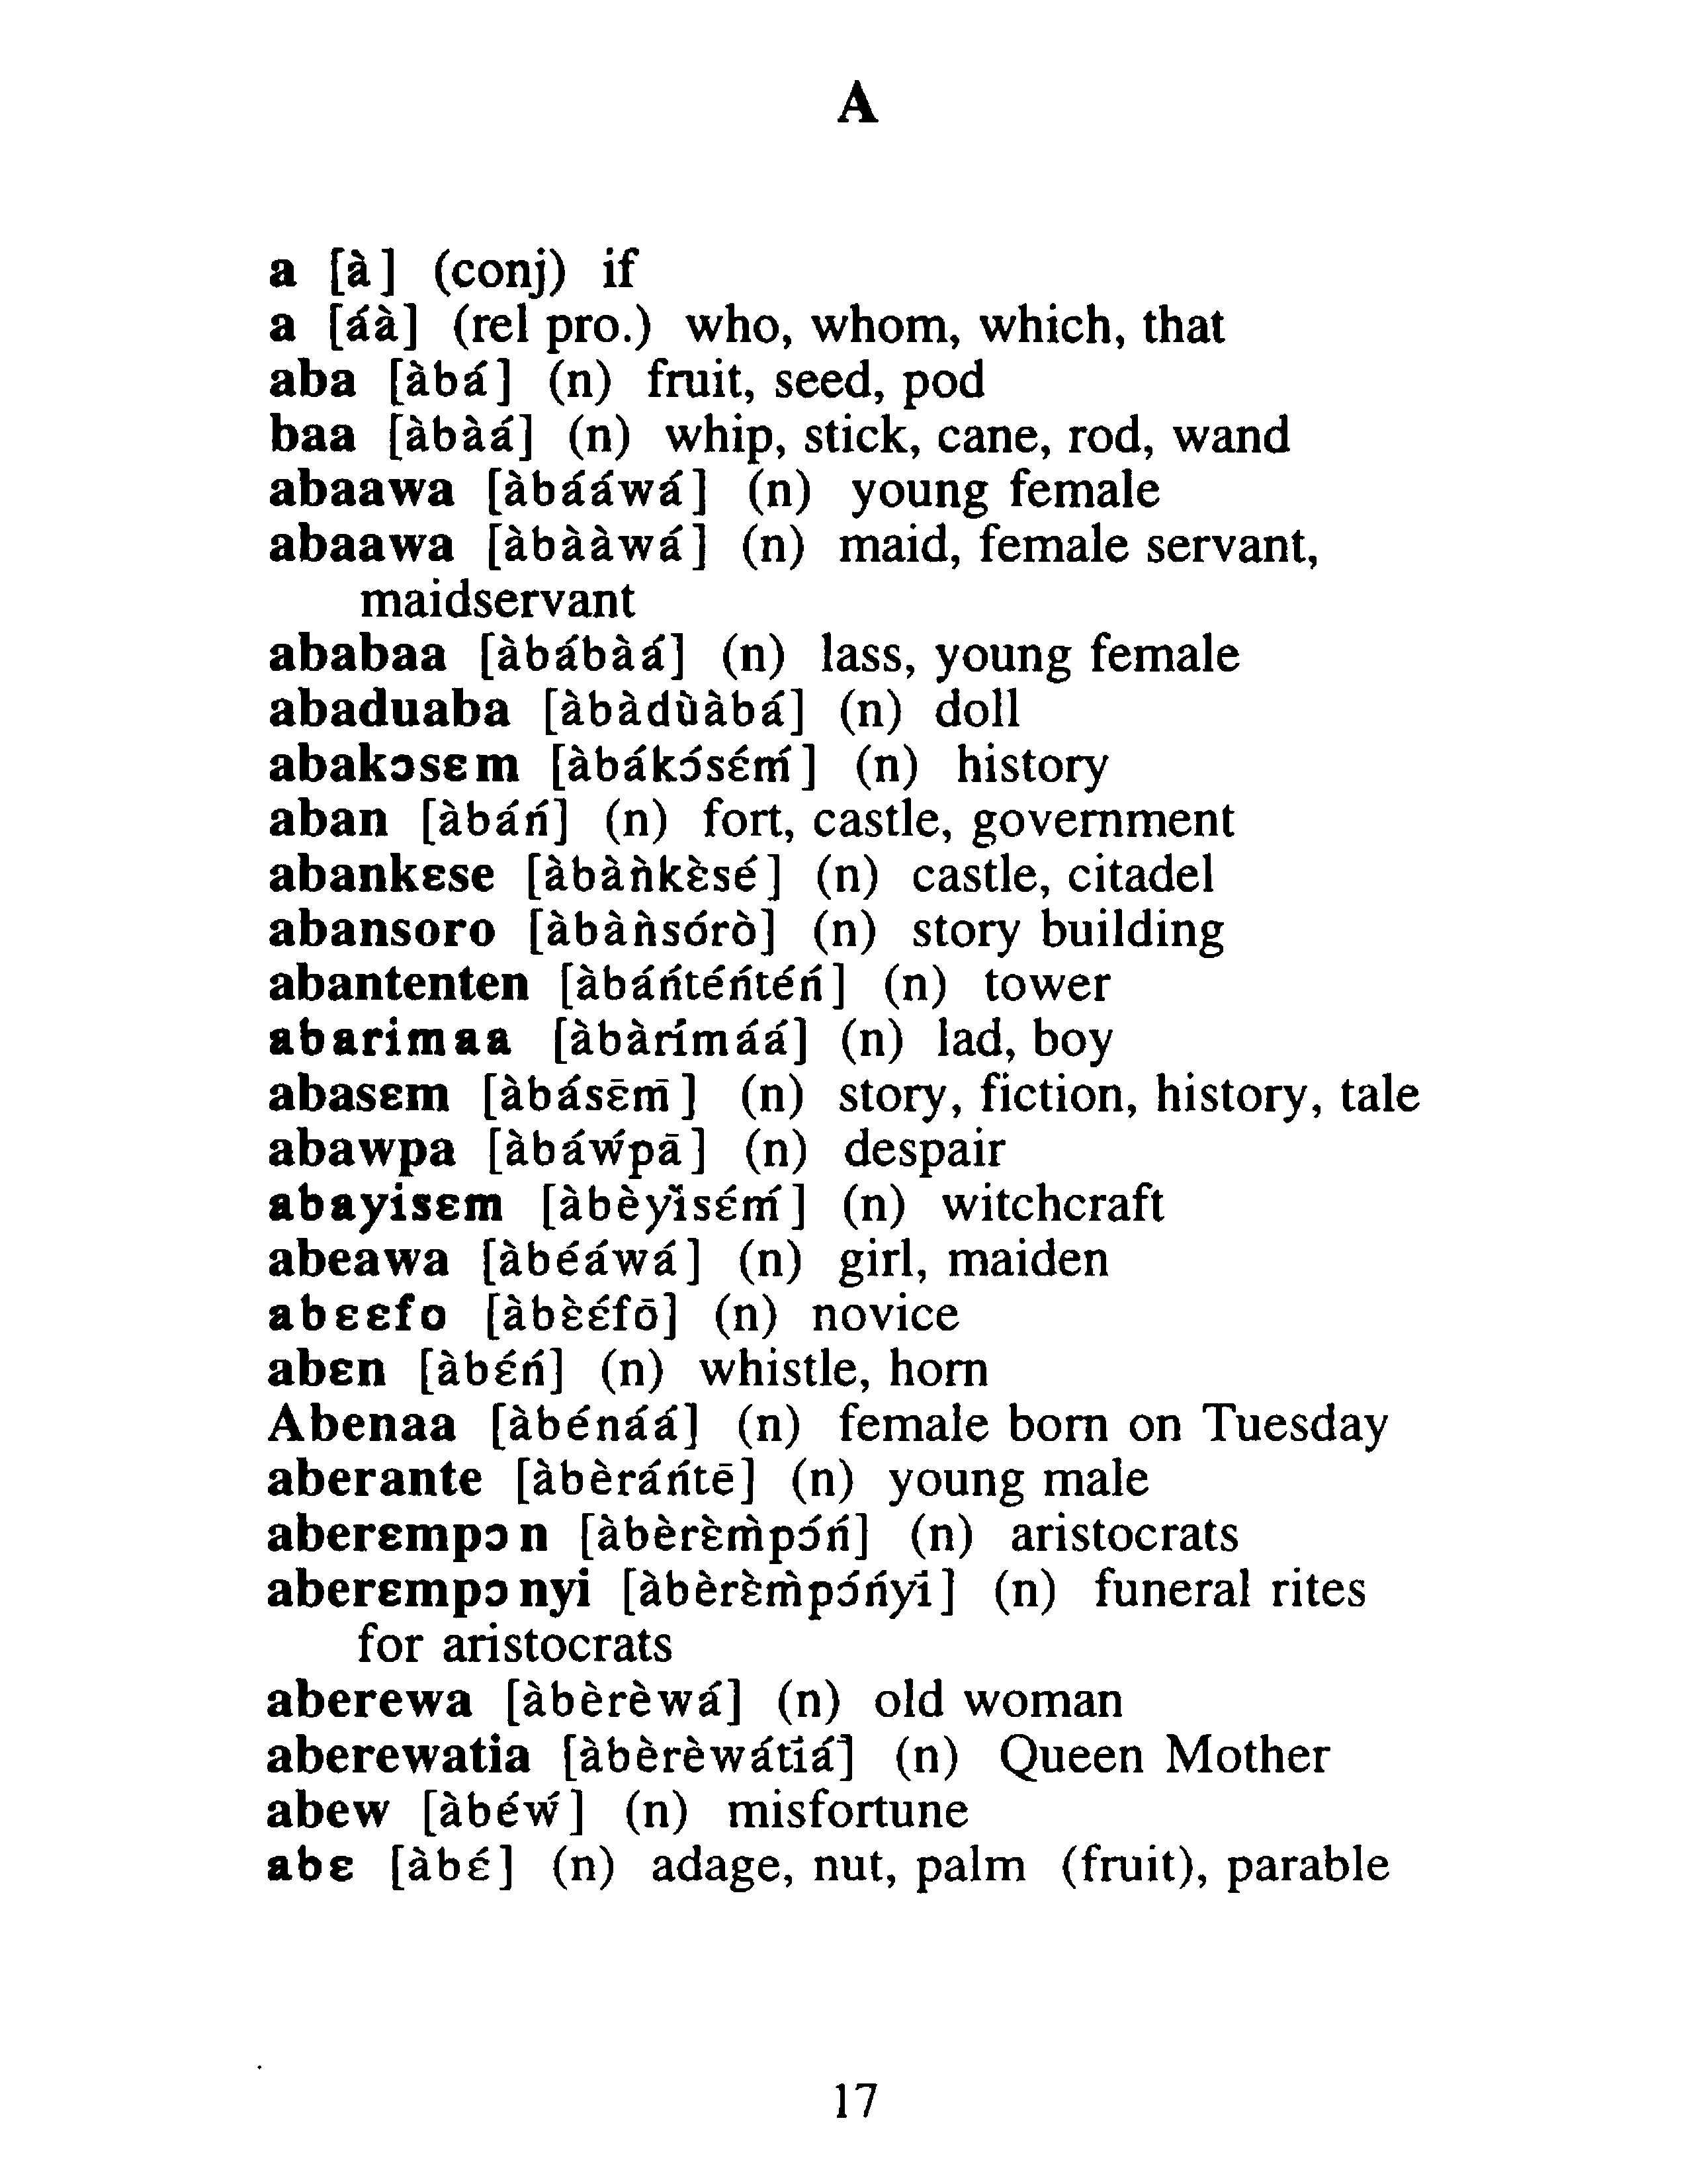 A
a [à] (conj) if
a [áà] (rel pro.) who, whom, which, that
aba [àbá] (n) fruit, seed, pod
baa [àbàá] (n) whip, stick, cane, rod, wand
abaawa [àbááwá] (n) young female
abaawa [àbààwá] (n) maid, female servant,
maidservant
ababaa [àbábàá] (n) lass, young female
abaduaba [àbàdùàbá] (n) doll
abakɔsɛm [àbákɔ́sɛ́ḿ] (n) history
aban [àbáń] (n) fort, castle, government
abankɛse [àbàǹkɛ̀sé] (n) castle, citadel
abansoro [àbàǹsórò] (n) story building
abantenten [àbáńténtéń] (n) tower
abarimaa [àbàrímáá] (n) lad, boy
abasɛm [àbásɛ̄m̄] (n) story, fiction, history, tale
abawpa [àbáẃpā] (n) despair
abayisɛm [àbèyìsɛ́ḿ] (n) witchcraft
abeawa [àbéáwá] (n) girl, maiden
abɛɛfo [àbɛ̀ɛ́fō] (n) novice
abɛn [àbɛ́ń] (n) whistle, horn
Abenaa [àbénáá] (n) female born on Tuesday
aberante [àbèráńtē] (n) young male
aberɛmpɔn [àbèrɛ̀m̀pɔ́ń] (n) aristocrats
aberɛmpɔnyi [àbèrɛ̀m̀pɔ́ńyī] (n) funeral rites
for aristocrats
aberewa [àbèrèwá] (n) old woman
aberewatia [àbèrèwátīá] (n) Queen Mother
abew [àbéẃ] (n) misfortune
abɛ [àbɛ́] (n) adage, nut, palm (fruit), parable
17